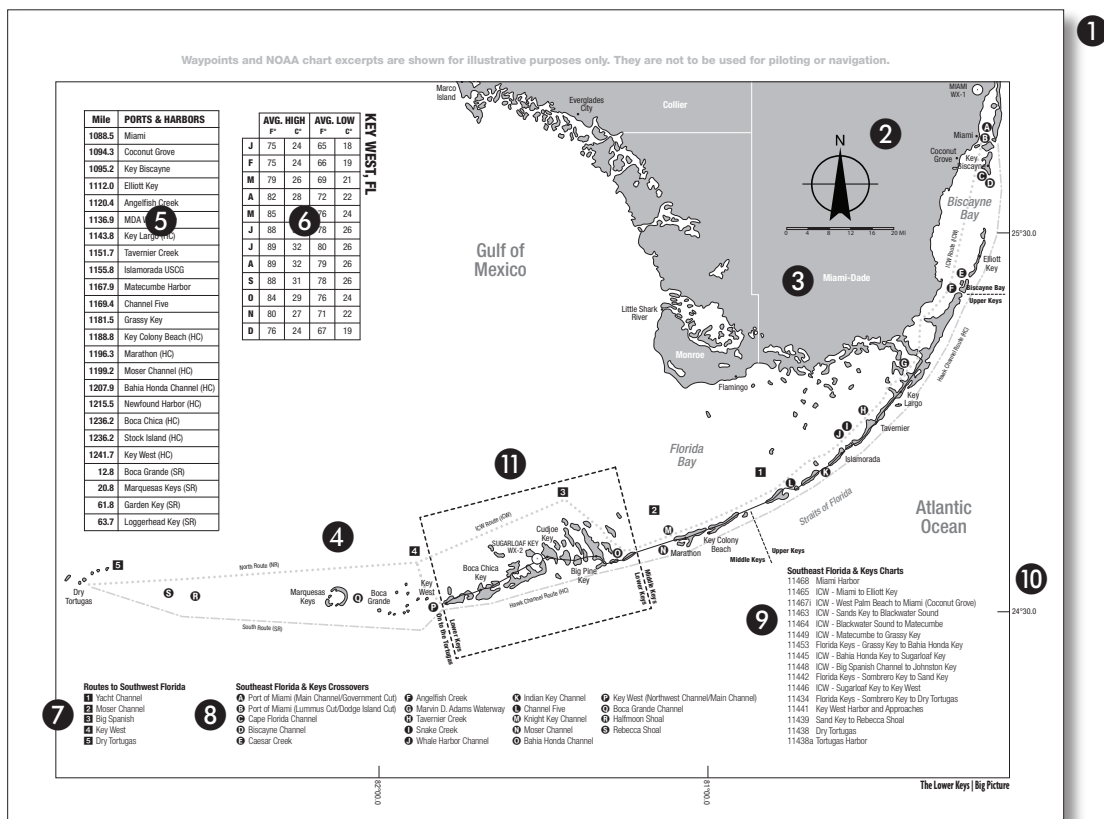 1
Waypoints and NOAA chart excerpts are shown for illustrative purposes only. They are not to be used for piloting or navigation.
Mile PORTS & HARBORS
1088.5 Miami
1094.3 Coconut Grove
1095.2 Key Biscayne
1112.0 Elliott Key
1120.4 Angelfish Creek
1136.9 MDA
1143.8 Key Largo (HC)
1151.7 Tavernier Creek
1155.8 Islamorada USCG
1167.9 Matecumbe Harbor
1169.4 Channel Five
1181.5 Grassy Key
1188.8 Key Colony Beach (HC)
1196.3 Marathon (HC)
1199.2 Moser Channel (HC)
1207.9 Bahia Honda Channel (HC)
1215.5 Newfound Harbor (HC)
1236.2 Boca Chica (HC)
1236.2 Stock Island (HC)
1241.7 Key West (HC)
12.8 Boca Grande (SR)
20.8 Marquesas Keys (SR)
61.8 Garden Key (SR)
63.7 Loggerhead Key (SR)
5
KEY WEST, FL
AVG. HIGH AVG. LOW
F° C° F° C°
J 75 24 65 18
F 75 24 66 19
M 79 26 69 21
A 82 28 72 22
M 85 76 24
J 88 78 26
J 89 32 80 26
A 89 32 79 26
S 88 31 78 26
O 84 29 76 24
N 80 27 71 22
D 76 24 67 19
6
Marco
Island
Everglades
City
Collier
MIAMI
WX-1
Miami
A
B
Coconut
Grove
Key
Biscayne
C
D
2
N
0 4 8 12 16 20 MI
Biscayne
Bay
25°30.0
ICW Route (ICW)
Elliott
Key
E
F
Biscayne Bay
Upper Keys
Gulf of
Mexico
3
Miami-Dade
Little Shark
River
Monroe
Flamingo
G
Key
Largo
Hawk Channel Route (HC)
H
I
J
Tavernier
Islamorada
K
L
1
Florida
Bay
Straits of Florida
Atlantic
Ocean
11
2
M
N
Marathon
Key Colony
Beach
Upper Keys
Middle Keys
3
ICW Route (ICW)
Cudjoe
Key
SUGARLOAF KEY
WX-2
Boca Chica
Key
Big Pine
Key
O
Middle Keys
Lower Keys
Hawk Channel Route (HC)
4
4
Key
West
P
Lower Keys
On to the Tortugas
North Route (NR)
5
Dry
Tortugas
S
R
Marquesas
Keys
Q
Boca
Grande
South Route (SR)
10
24°30.0
9
Southeast Florida & Keys Charts
11468 Miami Harbor
11465 ICW - Miami to Elliott Key
11467i ICW - West Palm Beach to Miami (Coconut Grove)
11463 ICW - Sands Key to Blackwater Sound
11464 ICW - Blackwater Sound to Matecumbe
11449 ICW - Matecumbe to Grassy Key
11453 Florida Keys - Grassy Key to Bahia Honda Key
11445 ICW - Bahia Honda Key to Sugarloaf Key
11448 ICW - Big Spanish Channel to Johnston Key
11442 Florida Keys - Sombrero Key to Sand Key
11446 ICW - Sugarloaf Key to Key West
11434 Florida Keys - Sombrero Key to Dry Tortugas
11441 Key West Harbor and Approaches
11439 Sand Key to Rebecca Shoal
11438 Dry Tortugas
11438a Tortugas Harbor
7
Routes to Southwest Florida
1 Yacht Channel
2 Moser Channel
3 Big Spanish
4 Key West
5 Dry Tortugas
8
Southeast Florida & Keys Crossovers
A Port of Miami (Main Channel/Government Cut)
B Port of Miami (Lummus Cut/Dodge Island Cut)
C Cape Florida Channel
D Biscayne Channel
E Caesar Creek
F Angelfish Creek
G Marvin D. Adams Waterway
H Tavernier Creek
I Snake Creek
J Whale Harbor Channel
K Indian Key Channel
L Channel Five
M Knight Key Channel
N Moser Channel
O Bahia Honda Channel
P Key West (Northwest Channel/Main Channel)
Q Boca Grande Channel
R Halfmoon Shoal
S Rebecca Shoal
82°00.0
81°00.0
The Lower Keys | Big Picture